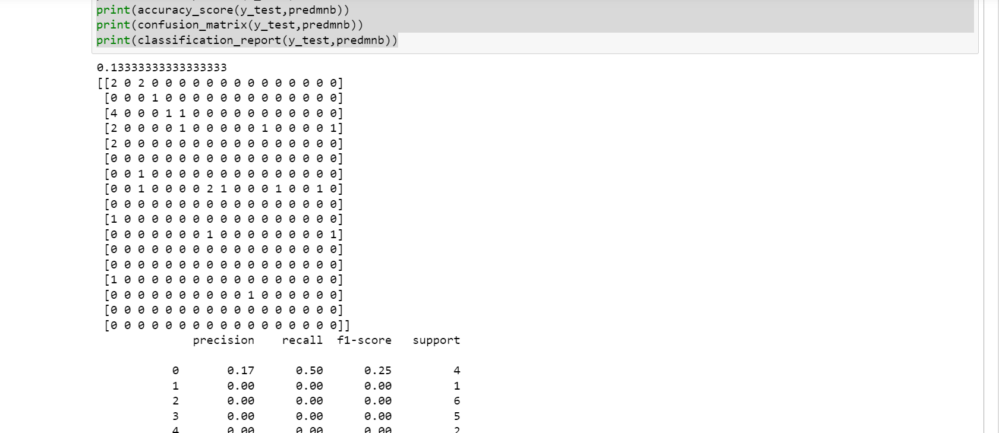 print(accuracy_score(y_test,predmnb))
print(confusion_matrix(y_test,predmnb))
print(classification_report(y_test,predmnb))
0.13333333333333333
[[2 0 2 0 0 0 0 0 0 0 0 0 0 0 0 0 0]
[0 0 0 1 0 0 0 0 0 0 0 0 0 0 0 0 0]
[4 0 0 0 1 1 0 0 0 0 0 0 0 0 0 0 0]
[2 0 0 0 0 1 0 0 0 0 0 1 0 0 0 0 1]
[2 0 0 0 0 0 0 0 0 0 0 0 0 0 0 0 0]
[0 0 0 0 0 0 0 0 0 0 0 0 0 0 0 0 0]
[0 0 1 0 0 0 0 0 0 0 0 0 0 0 0 0 0]
[0 0 1 0 0 0 0 2 1 0 0 0 1 0 0 1 0]
[0 0 0 0 0 0 0 0 0 0 0 0 0 0 0 0 0]
[1 0 0 0 0 0 0 0 0 0 0 0 0 0 0 0 0]
[0 0 0 0 0 0 0 1 0 0 0 0 0 0 0 0 1]
[0 0 0 0 0 0 0 0 0 0 0 0 0 0 0 0 0]
[0 0 0 0 0 0 0 0 0 0 0 0 0 0 0 0 0]
[1 0 0 0 0 0 0 0 0 0 0 0 0 0 0 0 0]
[0 0 0 0 0 0 0 0 0 0 1 0 0 0 0 0 0]
[0 0 0 0 0 0 0 0 0 0 0 0 0 0 0 0 0]
[0 0 0 0 0 0 0 0 0 0 0 0 0 0 0 0 0]]
precision recall f1-score support
0 0.17 0.50 0.25 4
1 0.00 0.00 0.00 1
2 0.00 0.00 0.00 6
3 0.00 0.00 0.00 5
4 0.00 0.00 0.00 2